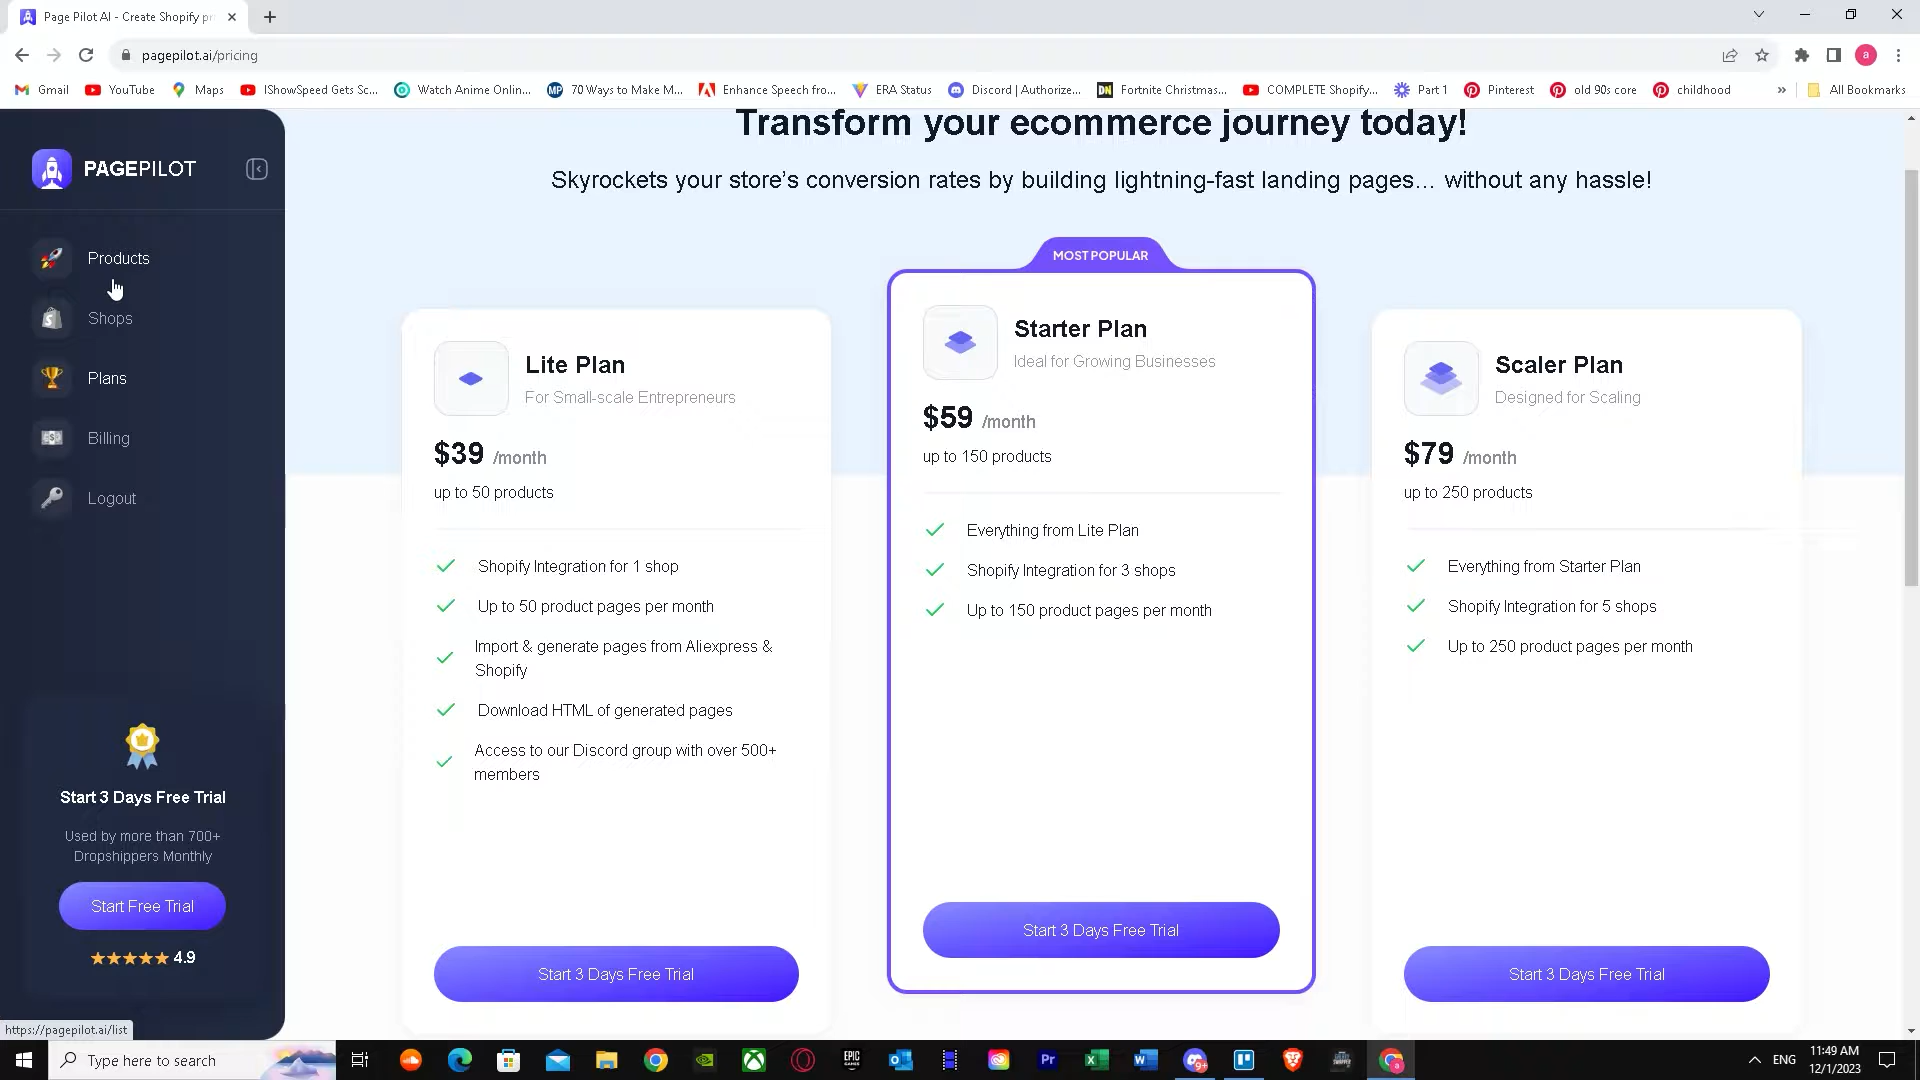 Page Pilot AI - Create Shopify pr
pagepilot.ai/pricing
a
Gmail
YouTube
Maps
IShowSpeed Gets Sc...
Watch Anime Onlin...
MP
70 Ways to Make M...
Enhance Speech fro...
ERA Status
Discord | Authorize...
DN
Fortnite Christmas...
COMPLETE Shopify...
Part 1
Pinterest
old 90s core
childhood
»
All Bookmarks
PAGEPILOT
Products
Shops
Plans
Billing
Logout
Start 3 Days Free Trial
Used by more than 700+
Dropshippers Monthly
Start Free Trial
4.9
https://pagepilot.ai/list
Transform your ecommerce journey today!
Skyrockets your store’s conversion rates by building lightning-fast landing pages... without any hassle!
Lite Plan
For Small-scale Entrepreneurs
$39 /month
up to 50 products
Shopify Integration for 1 shop
Up to 50 product pages per month
Import & generate pages from Aliexpress &
Shopify
Download HTML of generated pages
Access to our Discord group with over 500+
members
Start 3 Days Free Trial
MOST POPULAR
Starter Plan
Ideal for Growing Businesses
$59 /month
up to 150 products
Everything from Lite Plan
Shopify Integration for 3 shops
Up to 150 product pages per month
Start 3 Days Free Trial
Scaler Plan
Designed for Scaling
$79 /month
up to 250 products
Everything from Starter Plan
Shopify Integration for 5 shops
Up to 250 product pages per month
Start 3 Days Free Trial
Type here to search
EPIC
GAMES
Pr
9+
a
ENG
11:49 AM
12/1/2023